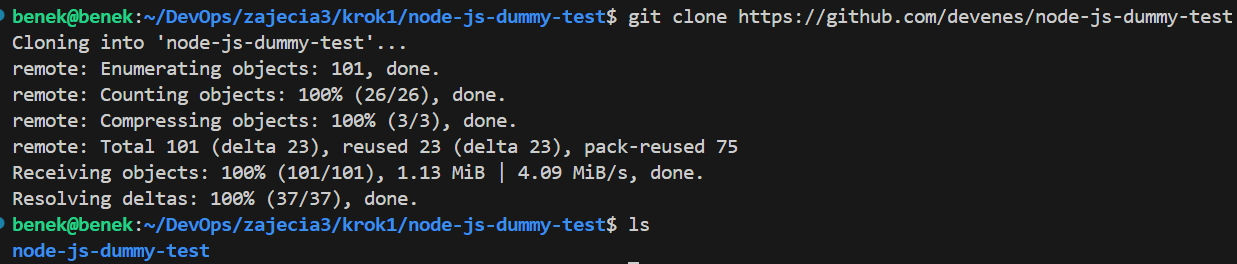 benek@benek:~/DevOps/zajecia3/krok1/node-js-dummy-test$ git clone https://github.com/devenes/node-js-dummy-test
Cloning into 'node-js-dummy-test'...
remote: Enumerating objects: 101, done.
remote: Counting objects: 100% (26/26), done.
remote: Compressing objects: 100% (3/3), done.
remote: Total 101 (delta 23), reused 23 (delta 23), pack-reused 75
Receiving objects: 100% (101/101), 1.13 MiB | 4.09 MiB/s, done.
Resolving deltas: 100% (37/37), done.
benek@benek:~/DevOps/zajecia3/krok1/node-js-dummy-test$ ls
node-js-dummy-test